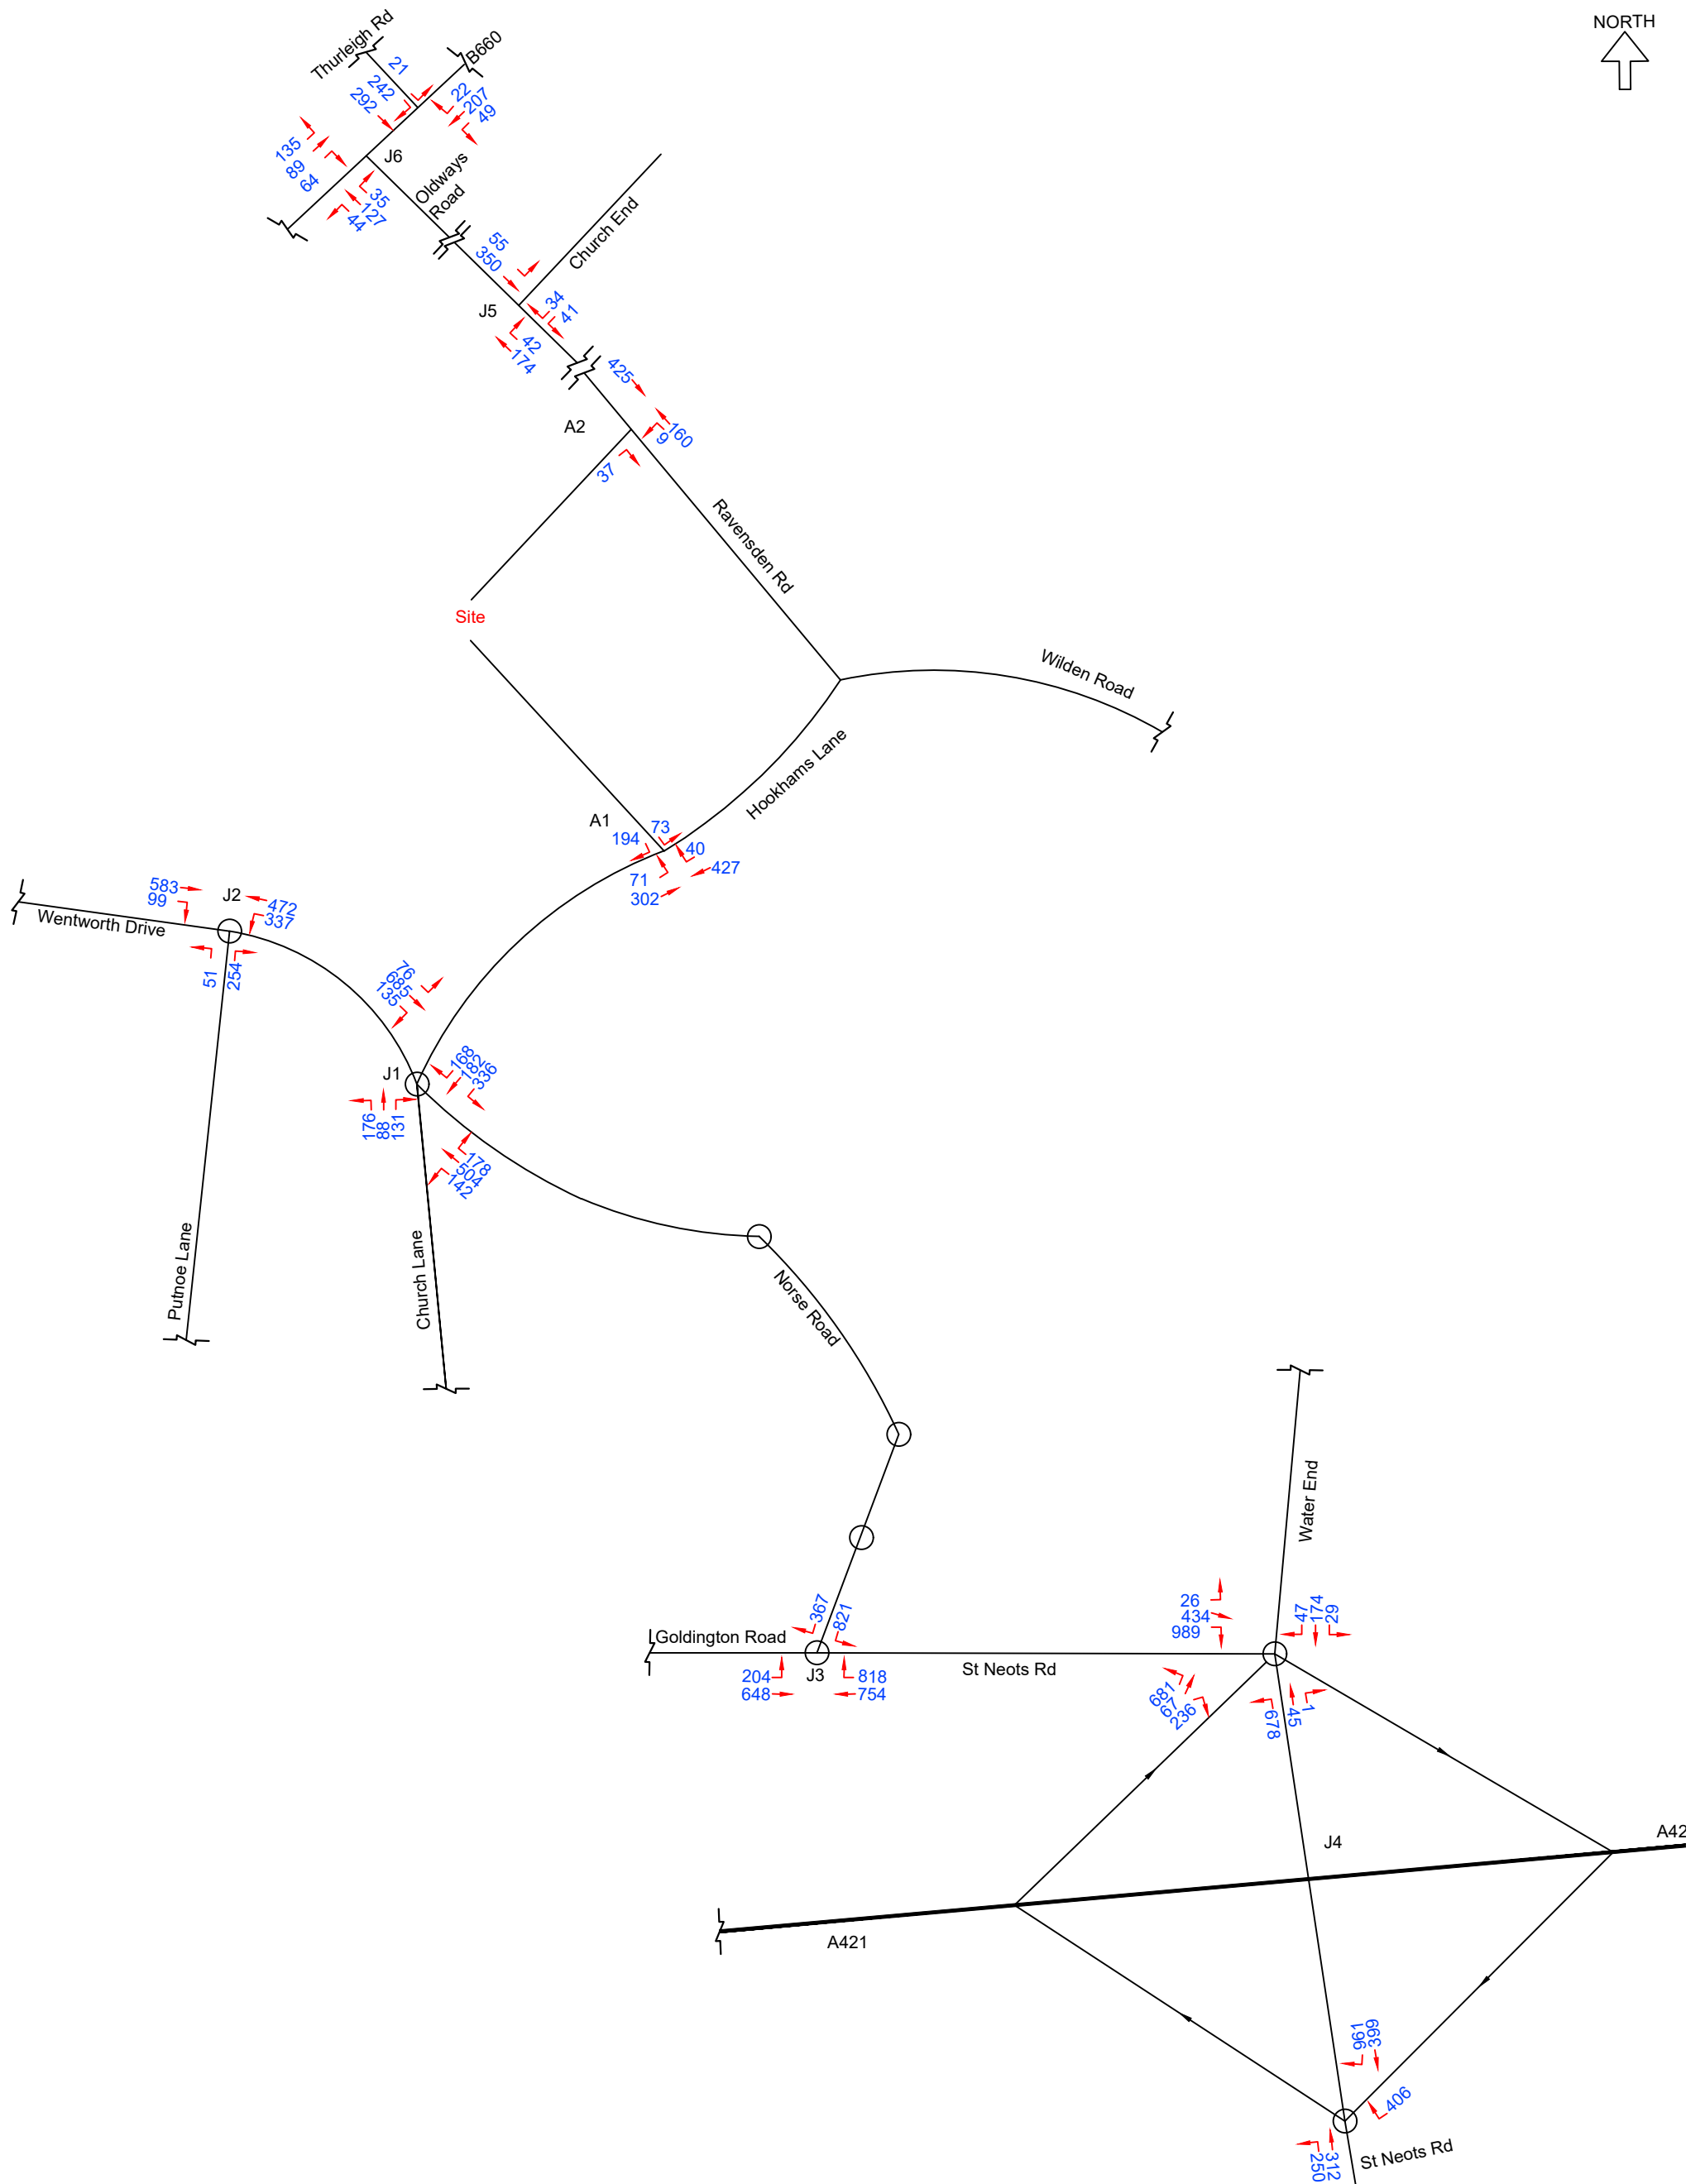 NORTH
Thurleigh Rd
B660
21
242
292
22
207
49
135
89
64
J6
35
127
44
Oldways
Road
Church End
55
350
J5
34
41
42
174
425
A2
160
9
37
Ravensden Rd
Site
Wilden Road
Hookhams Lane
A1
73
194
40
427
71
302
583
99
J2
472
337
Wentworth Drive
51
254
76
685
135
J1
168
182
336
176
88
131
178
504
142
Putnoe Lane
Church Lane
Norse Road
Water End
367
821
Goldington Road
204
648
J3
818
754
St Neots Rd
26
434
989
47
174
29
681
67
236
678
45
1
J4
A42
A421
961
399
406
250
312
St Neots Rd